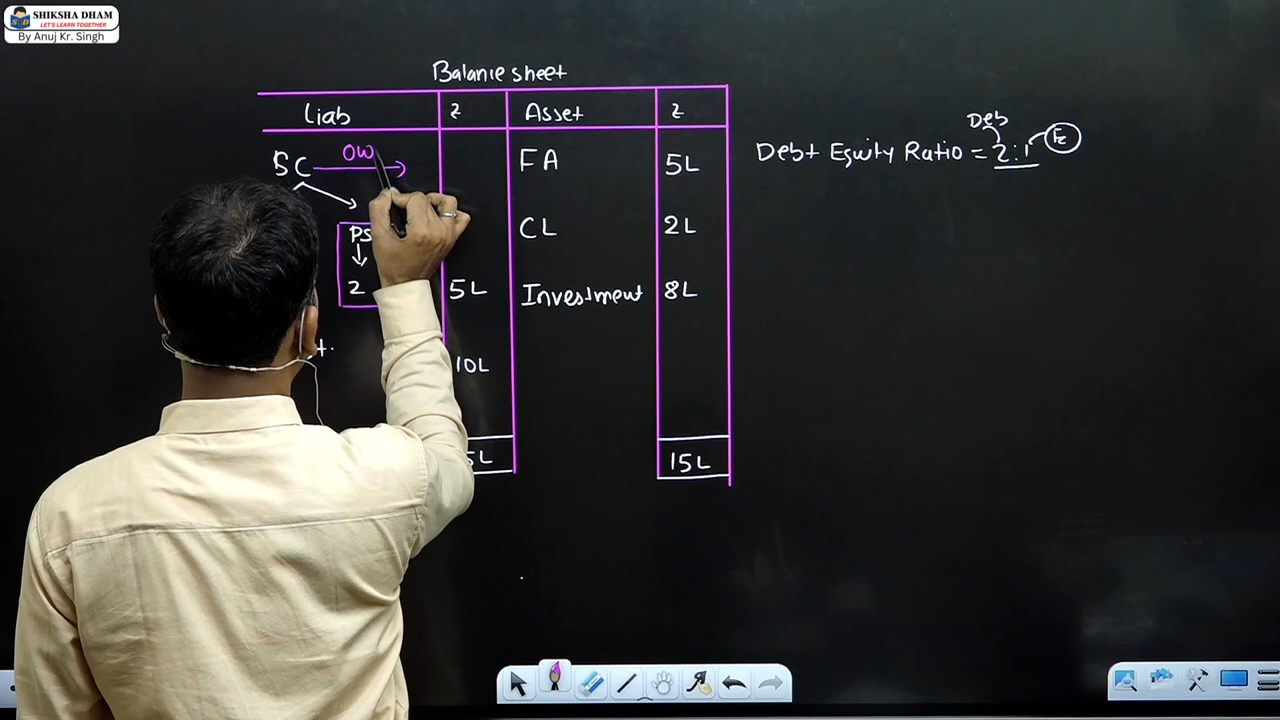 SHIKSHA DHAM
LET'S LEARN TOGETHER
By Anuj Kr. Singh
Balance sheet
Liab ₹ Asset ₹
SC OW FA 5L
PS CL 2L
2 5L Investment 8L
10L
15L
Debt Equity Ratio = 2:1
Deb